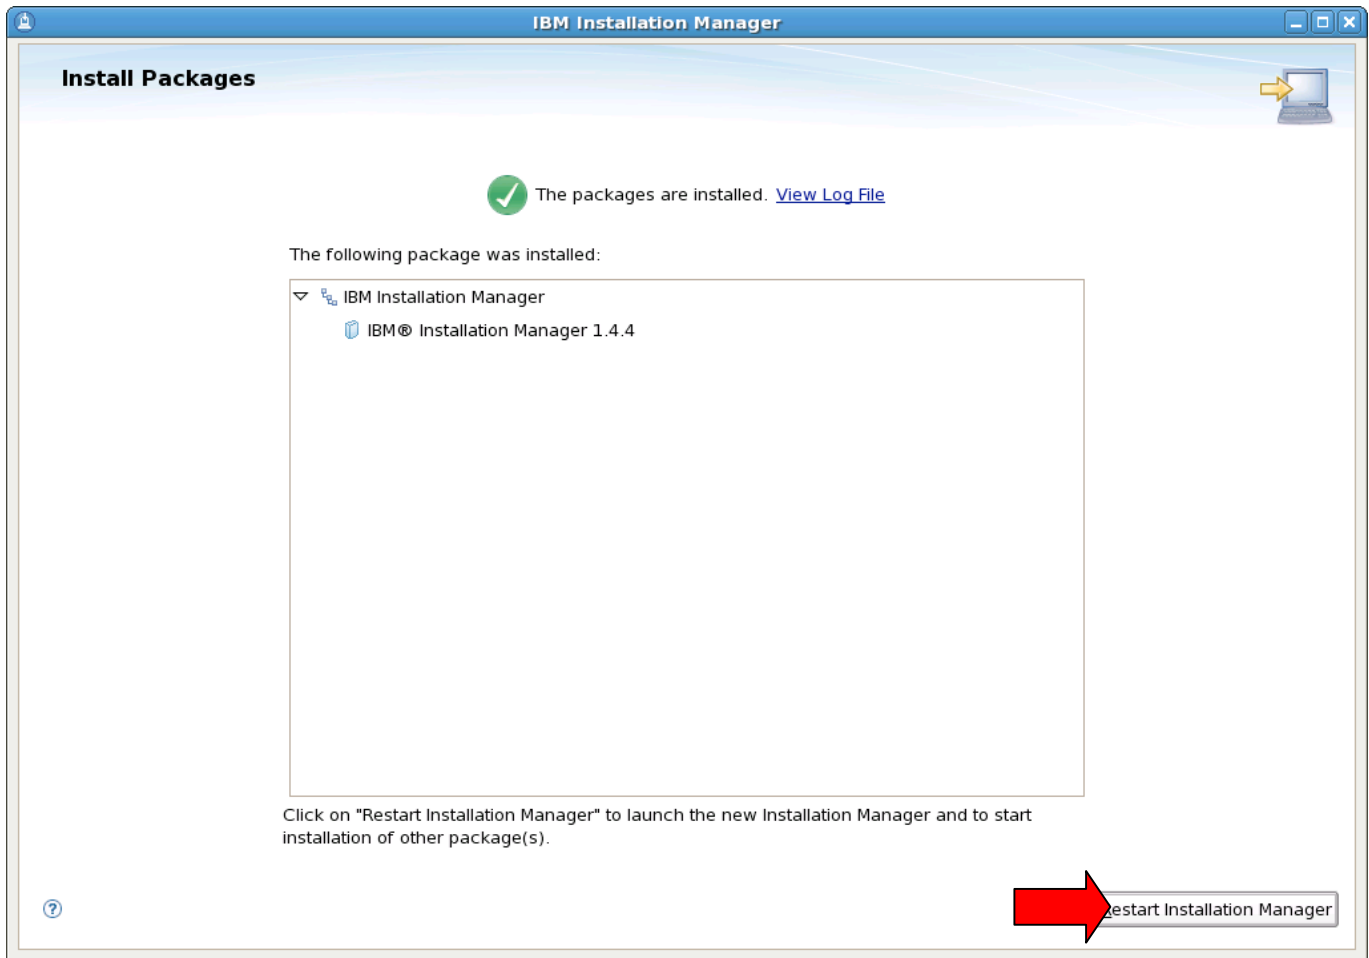 IBM Installation Manager
Install Packages
The packages are installed. View Log File
The following package was installed:
IBM Installation Manager
IBM® Installation Manager 1.4.4
Click on "Restart Installation Manager" to launch the new Installation Manager and to start
installation of other package(s).
?
estart Installation Manager